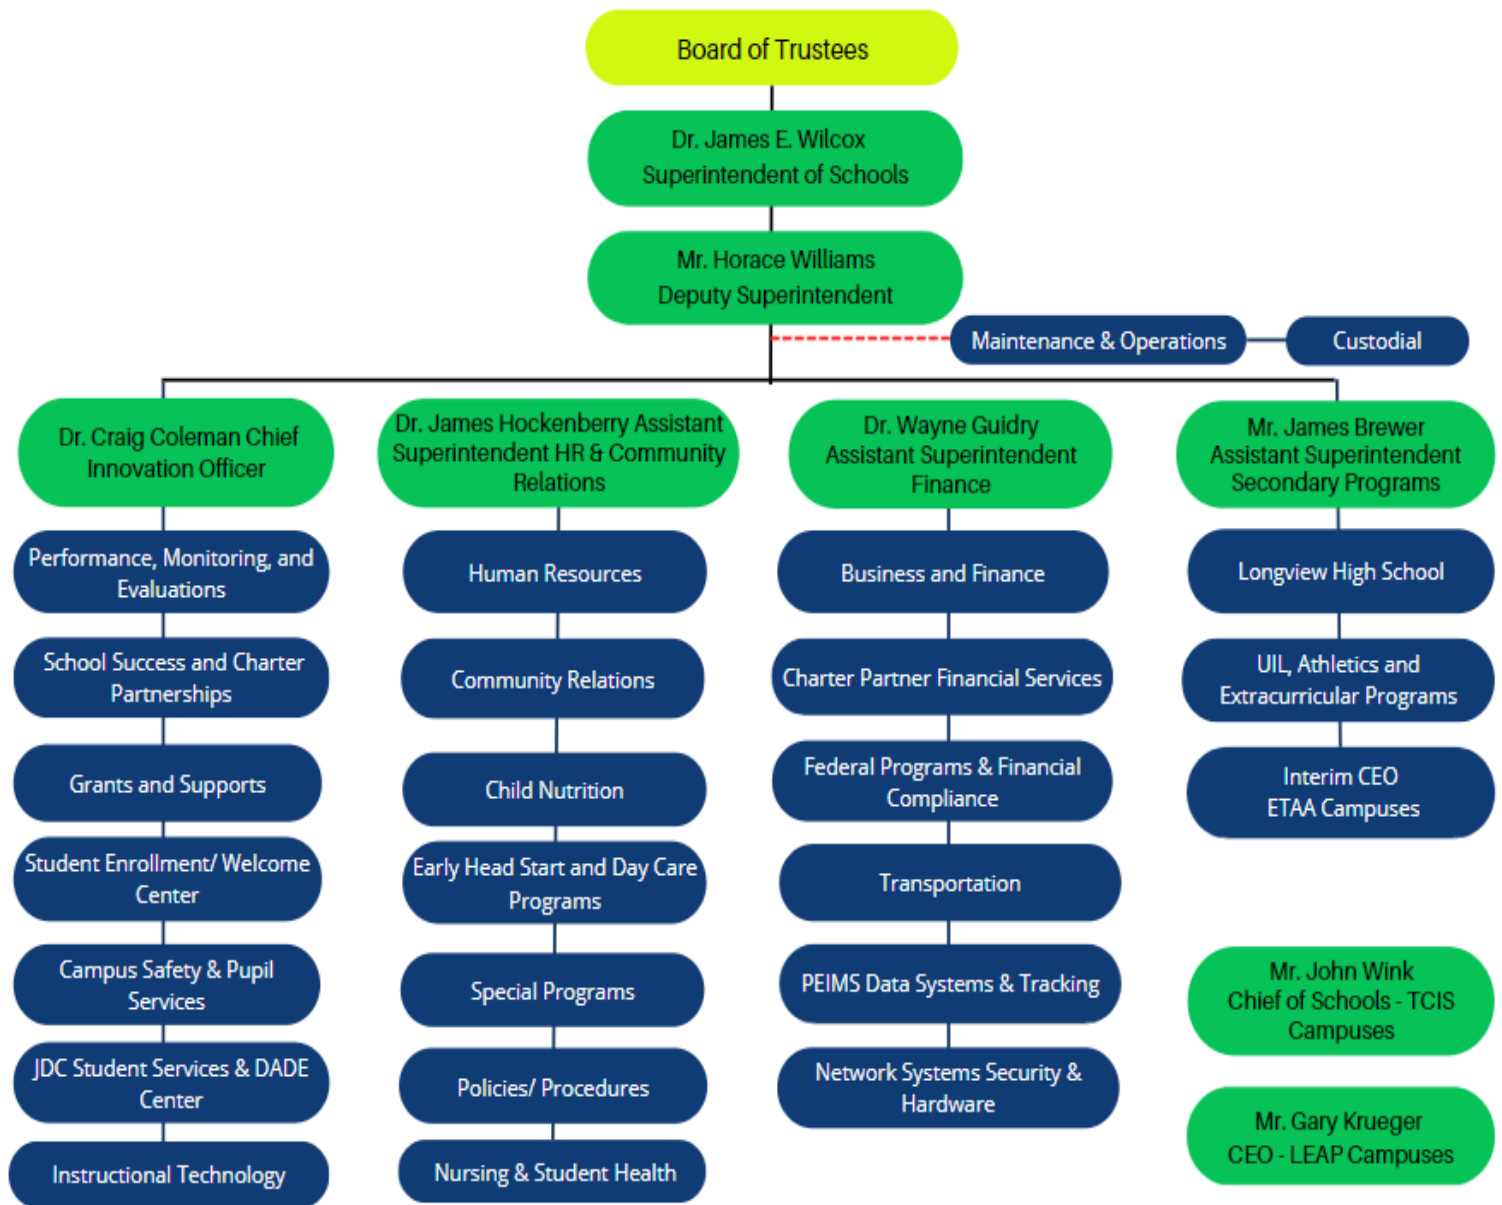 Board of Trustees
Dr. James E. Wilcox
Superintendent of Schools
Mr. Horace Williams
Deputy Superintendent
Maintenance & Operations
Custodial
Dr. Craig Coleman Chief
Innovation Officer
Performance, Monitoring, and
Evaluations
School Success and Charter
Partnerships
Grants and Supports
Student Enrollment/ Welcome
Center
Campus Safety & Pupil
Services
JDC Student Services & DADE
Center
Instructional Technology
Dr. James Hockenberry Assistant
Superintendent HR & Community
Relations
Human Resources
Community Relations
Child Nutrition
Early Head Start and Day Care
Programs
Special Programs
Policies/ Procedures
Nursing & Student Health
Dr. Wayne Guidry
Assistant Superintendent
Finance
Business and Finance
Charter Partner Financial Services
Federal Programs & Financial
Compliance
Transportation
PEIMS Data Systems & Tracking
Network Systems Security &
Hardware
Mr. James Brewer
Assistant Superintendent
Secondary Programs
Longview High School
UIL, Athletics and
Extracurricular Programs
Interim CEO
ETAA Campuses
Mr. John Wink
Chief of Schools - TCIS
Campuses
Mr. Gary Krueger
CEO - LEAP Campuses